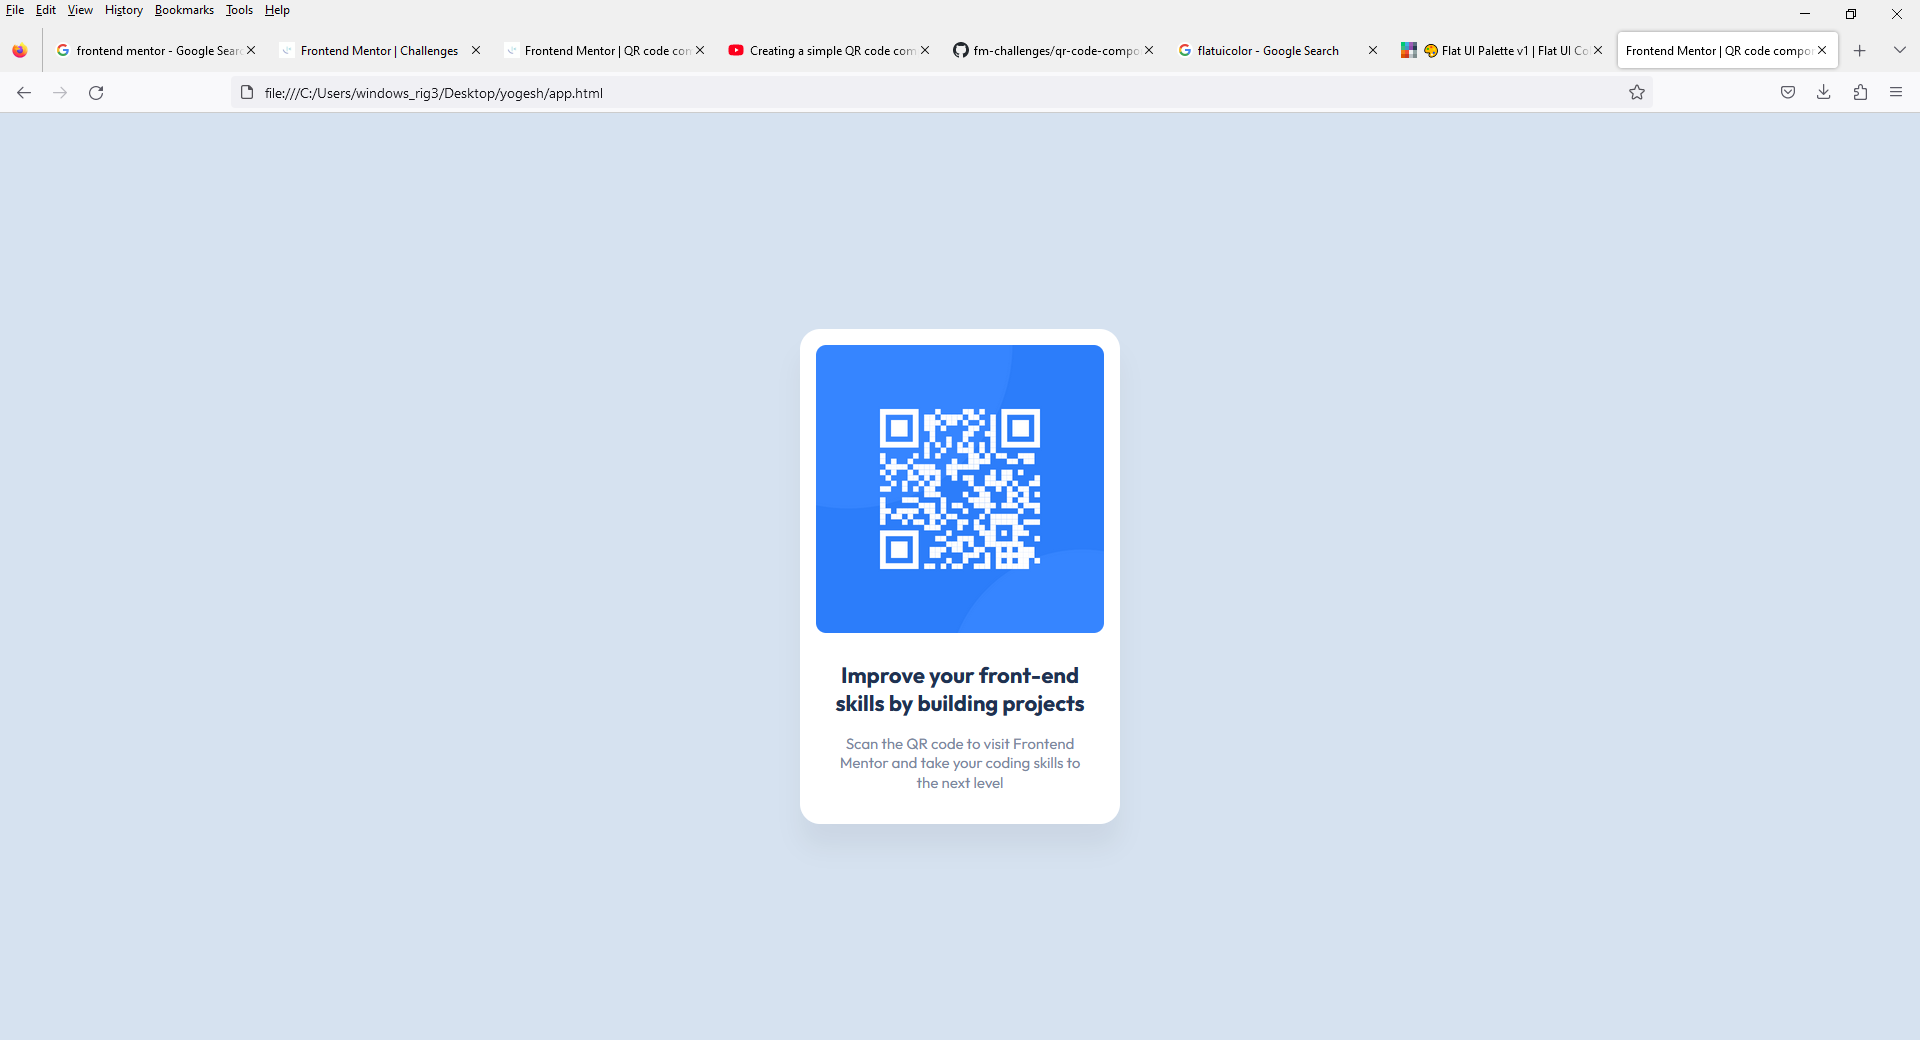 File Edit View History Bookmarks Tools Help
frontend mentor - Google Sear
Frontend Mentor | Challenges
Frontend Mentor | QR code con
Creating a simple QR code com
fm-challenges/qr-code-compo
flatuicolor - Google Search
Flat UI Palette v1 | Flat UI Co
Frontend Mentor | QR code compor
file:///C:/Users/windows_rig3/Desktop/yogesh/app.html
Improve your front-end
skills by building projects
Scan the QR code to visit Frontend
Mentor and take your coding skills to
the next level